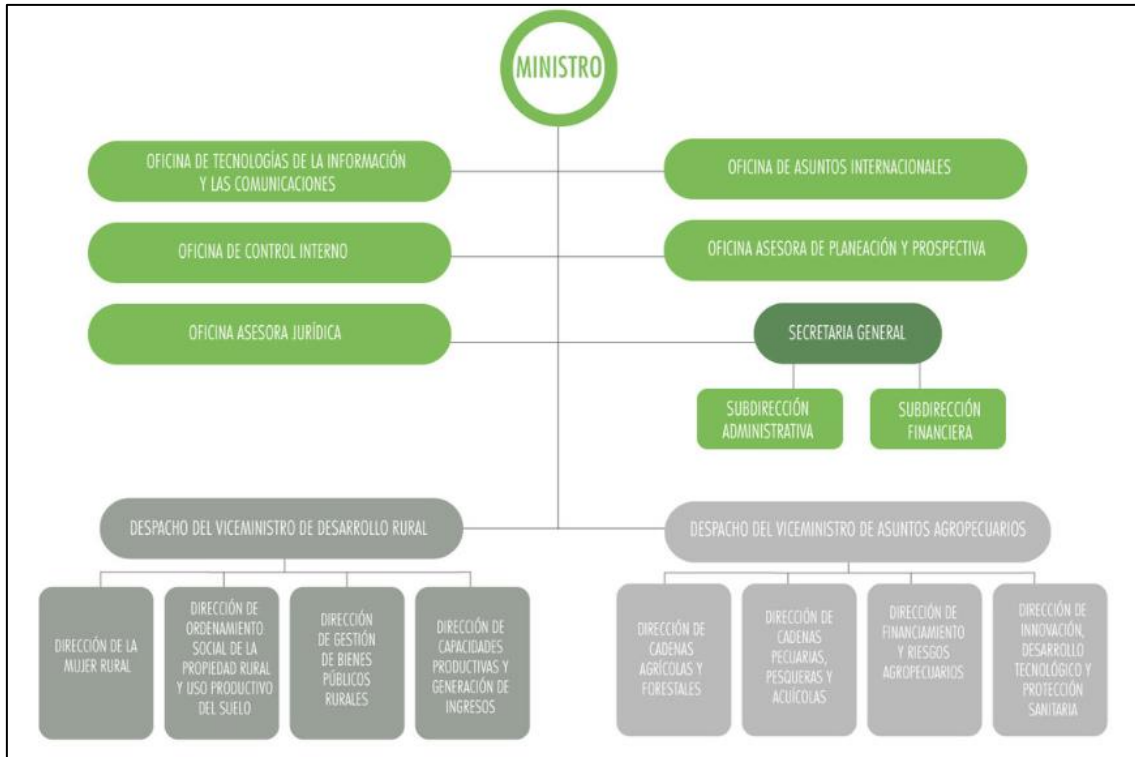 MINISTRO
OFICINA DE TECNOLOGÍAS DE LA INFORMACIÓN
Y LAS COMUNICACIONES
OFICINA DE ASUNTOS INTERNACIONALES
OFICINA DE CONTROL INTERNO
OFICINA ASESORA DE PLANEACIÓN Y PROSPECTIVA
OFICINA ASESORA JURÍDICA
SECRETARIA GENERAL
SUBDIRECCIÓN
ADMINISTRATIVA
SUBDIRECCIÓN
FINANCIERA
DESPACHO DEL VICEMINISTRO DE DESARROLLO RURAL
DIRECCIÓN DE LA
MUJER RURAL
DIRECCIÓN DE
ORDENAMIENTO
SOCIAL DE LA
PROPIEDAD RURAL
Y USO PRODUCTIVO
DEL SUELO
DIRECCIÓN
DE GESTIÓN
DE BIENES
PÚBLICOS
RURALES
DIRECCIÓN DE
CAPACIDADES
PRODUCTIVAS Y
GENERACIÓN DE
INGRESOS
DESPACHO DEL VICEMINISTRO DE ASUNTOS AGROPECUARIOS
DIRECCIÓN DE
CADENAS
AGRÍCOLAS Y
FORESTALES
DIRECCIÓN DE
CADENAS
PECUARIAS,
PESQUERAS Y
ACUÍCOLAS
DIRECCIÓN DE
FINANCIAMIENTO
Y RIESGOS
AGROPECUARIOS
DIRECCIÓN DE
INNOVACIÓN,
DESARROLLO
TECNOLÓGICO Y
PROTECCIÓN
SANITARIA